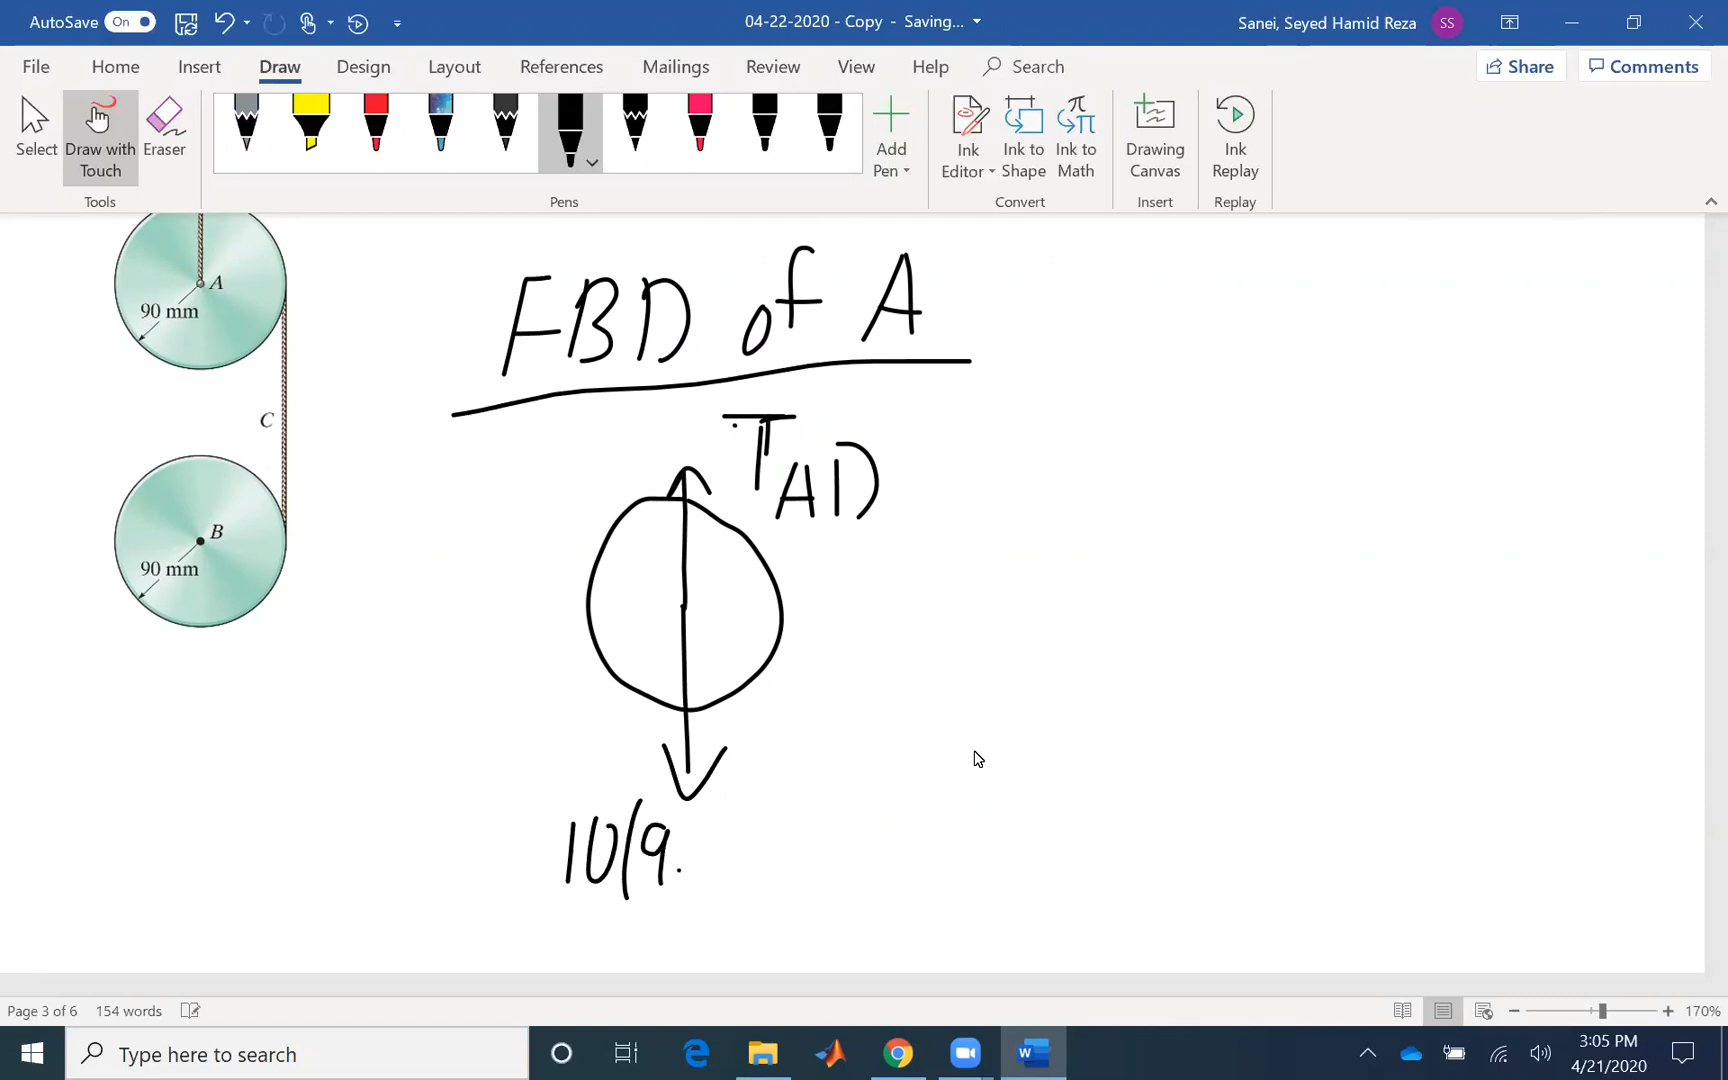 AutoSave On 04-22-2020 - Copy - Saving... Sanei, Seyed Hamid Reza SS
File Home Insert Draw Design Layout References Mailings Review View Help Search Share Comments
Select Draw with Touch Eraser Add Pen Ink Editor Ink to Shape Ink to Math Drawing Canvas Ink Replay
Tools Pens Convert Insert Replay
FBD of A
A
90 mm
C
T AD
B
90 mm
10(9.
Page 3 of 6 154 words 170%
Type here to search 3:05 PM
4/21/2020